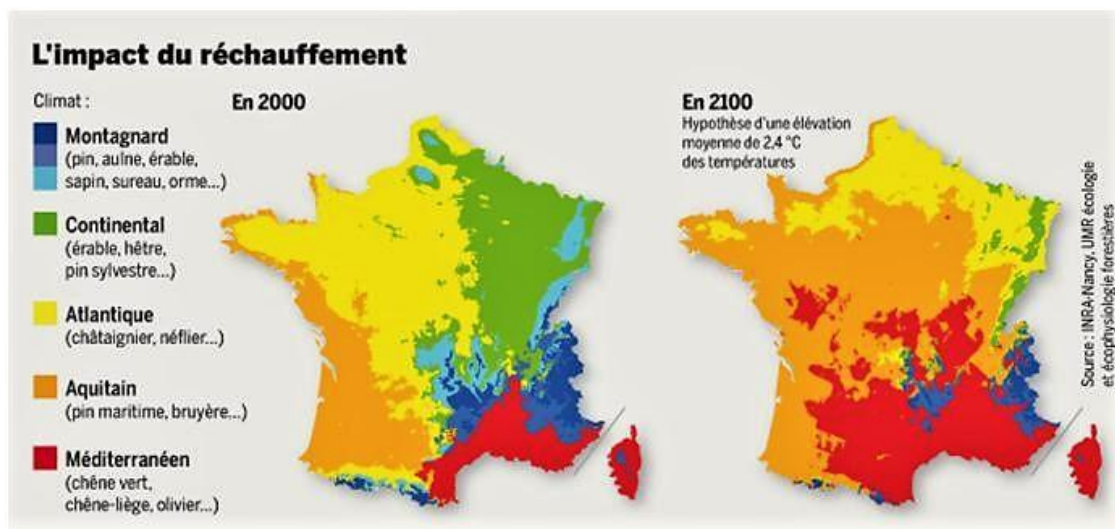 L'impact du réchauffement
Climat :
Montagnard
(pin, aulne, érable,
sapin, sureau, orme...)
Continental
(érable, hêtre,
pin sylvestre...)
Atlantique
(châtaignier, néflier...)
Aquitain
(pin maritime, bruyère...)
Méditerranéen
(chêne vert,
chêne-liège, olivier...)
En 2000
En 2100
Hypothèse d'une élévation
moyenne de 2,4 °C
des températures
Source : INRA-Nancy, UMR écologie
et écophysiologie forestières